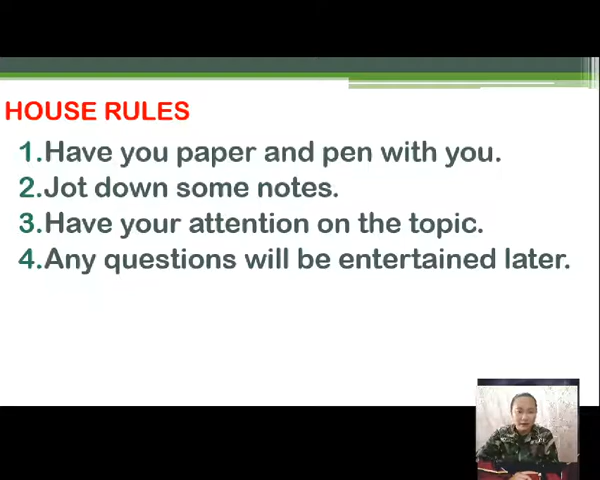 HOUSE RULES
1.Have you paper and pen with you.
2.Jot down some notes.
3.Have your attention on the topic.
4.Any questions will be entertained later.